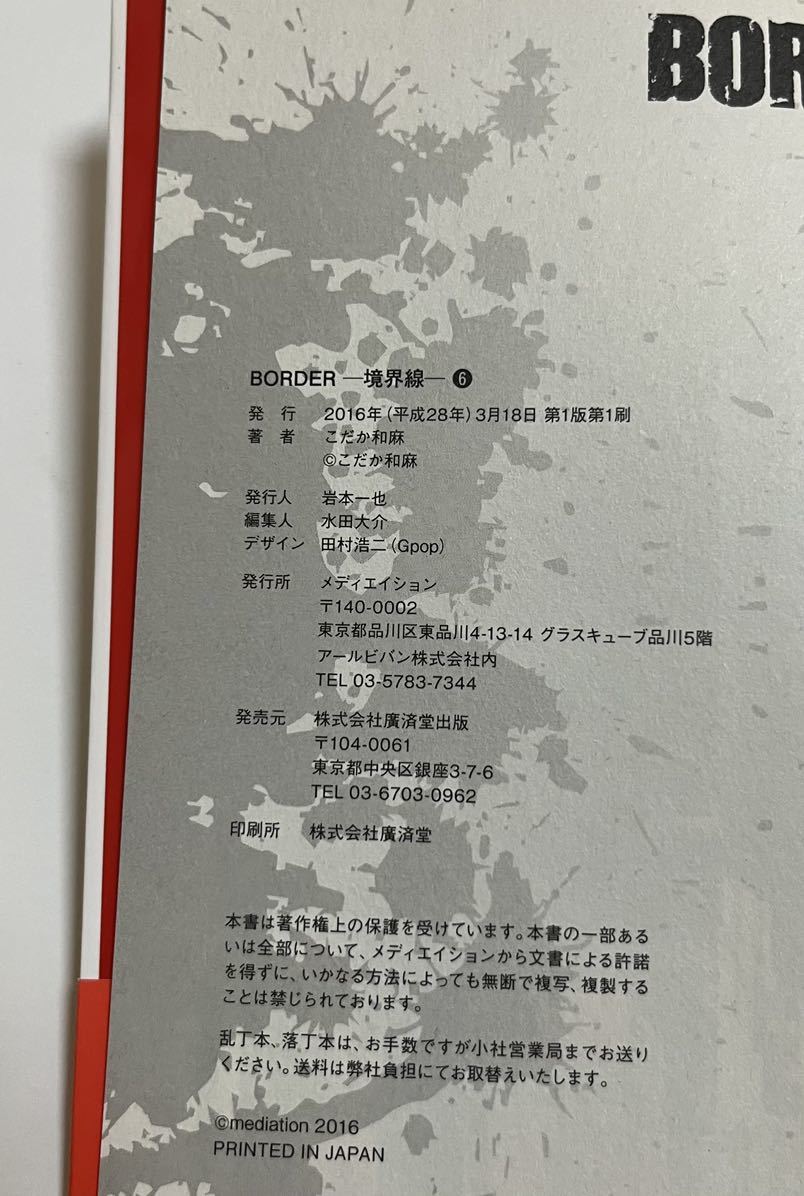 BOR
BORDER ―境界線― ❻
発 行 2016年(平成28年)3月18日 第1版第1刷
著 者 こだか和麻
©こだか和麻
発行人 岩本一也
編集人 水田大介
デザイン 田村浩二(Gpop)
発行所 メディエイション
〒140-0002
東京都品川区東品川4-13-14 グラスキューブ品川5階
アールビバン株式会社内
TEL 03-5783-7344
発売元 株式会社廣済堂出版
〒104-0061
東京都中央区銀座3-7-6
TEL 03-6703-0962
印刷所 株式会社廣済堂
本書は著作権上の保護を受けています。本書の一部ある
いは全部について、メディエイションから文書による許諾
を得ずに、いかなる方法によっても無断で複写、複製する
ことは禁じられております。
乱丁本、落丁本は、お手数ですが小社営業局までお送り
ください。送料は弊社負担にてお取替えいたします。
©mediation 2016
PRINTED IN JAPAN